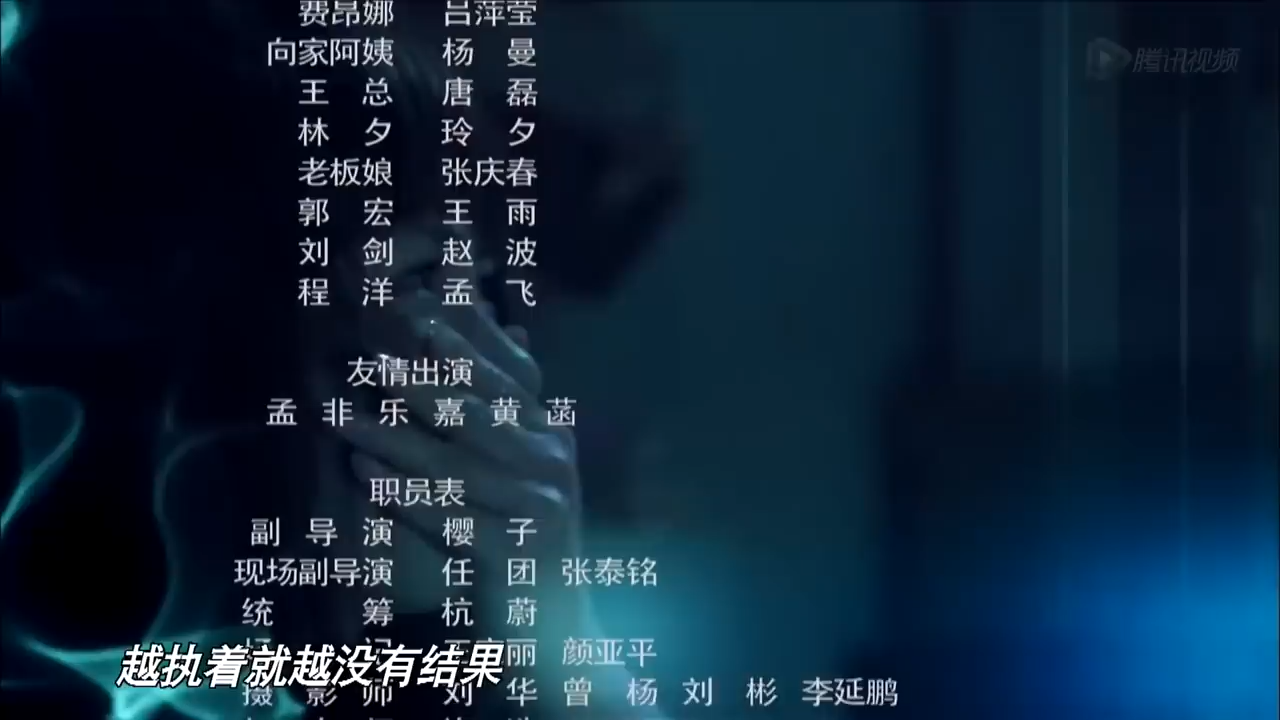 费昂娜 吕萍莹
腾讯视频
向家阿姨 杨曼
王总 唐磊
林夕 玲夕
老板娘 张庆春
郭宏 王雨
刘剑 赵波
程洋 孟飞
友情出演
孟非 乐嘉 黄菡
职员表
副导演 樱子
现场副导演 任团 张泰铭
统筹 杭蔚
丽 颜亚平
越执着就越没有结果
摄影师 刘华 曾杨 刘彬 李延鹏